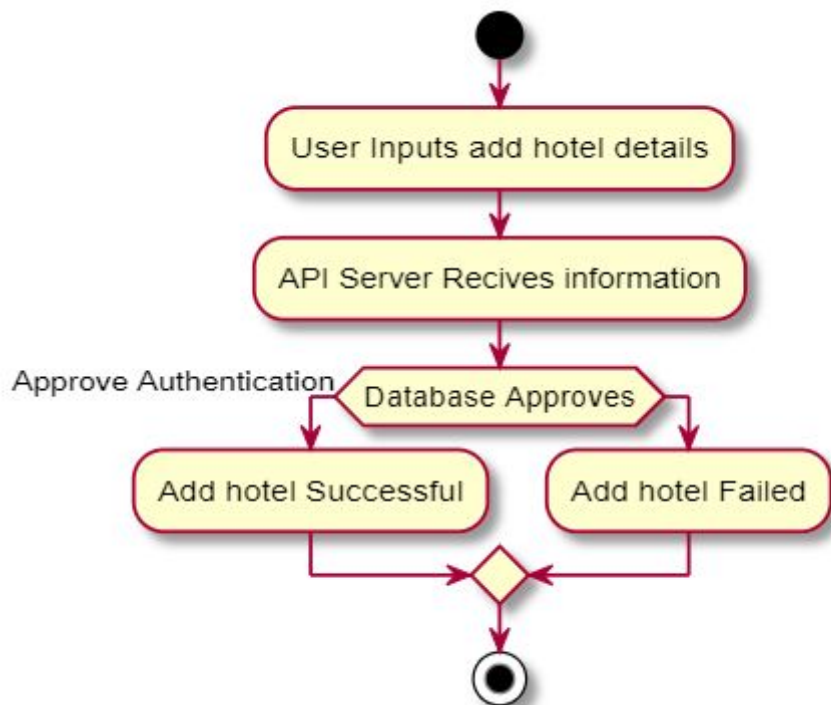 User Inputs add hotel details
API Server Recives information
Approve Authentication
Database Approves
Add hotel Successful
Add hotel Failed